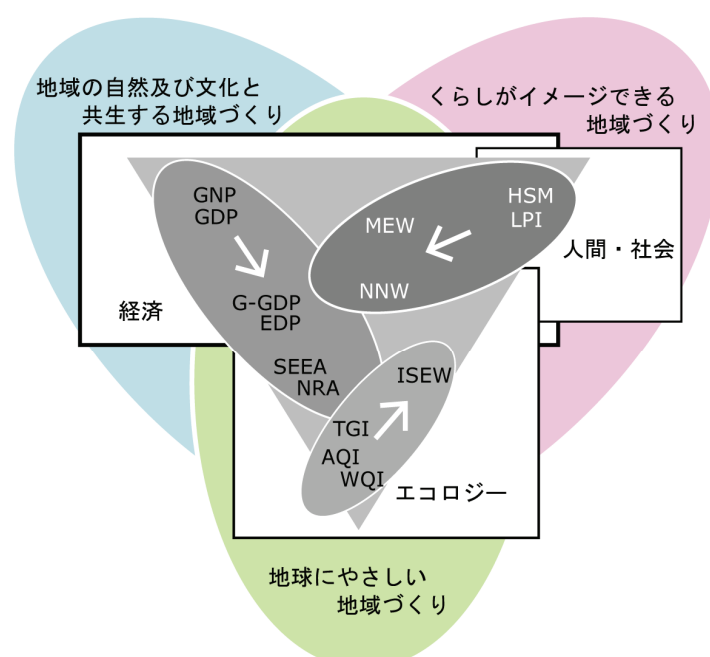 地域の自然及び文化と
共生する地域づくり
くらしがイメージできる
地域づくり
GNP
GDP
HSM
LPI
MEW
人間・社会
NNW
G-GDP
EDP
経済
SEEA
NRA
ISEW
TGI
AQI
WQI
エコロジー
地球にやさしい
地域づくり